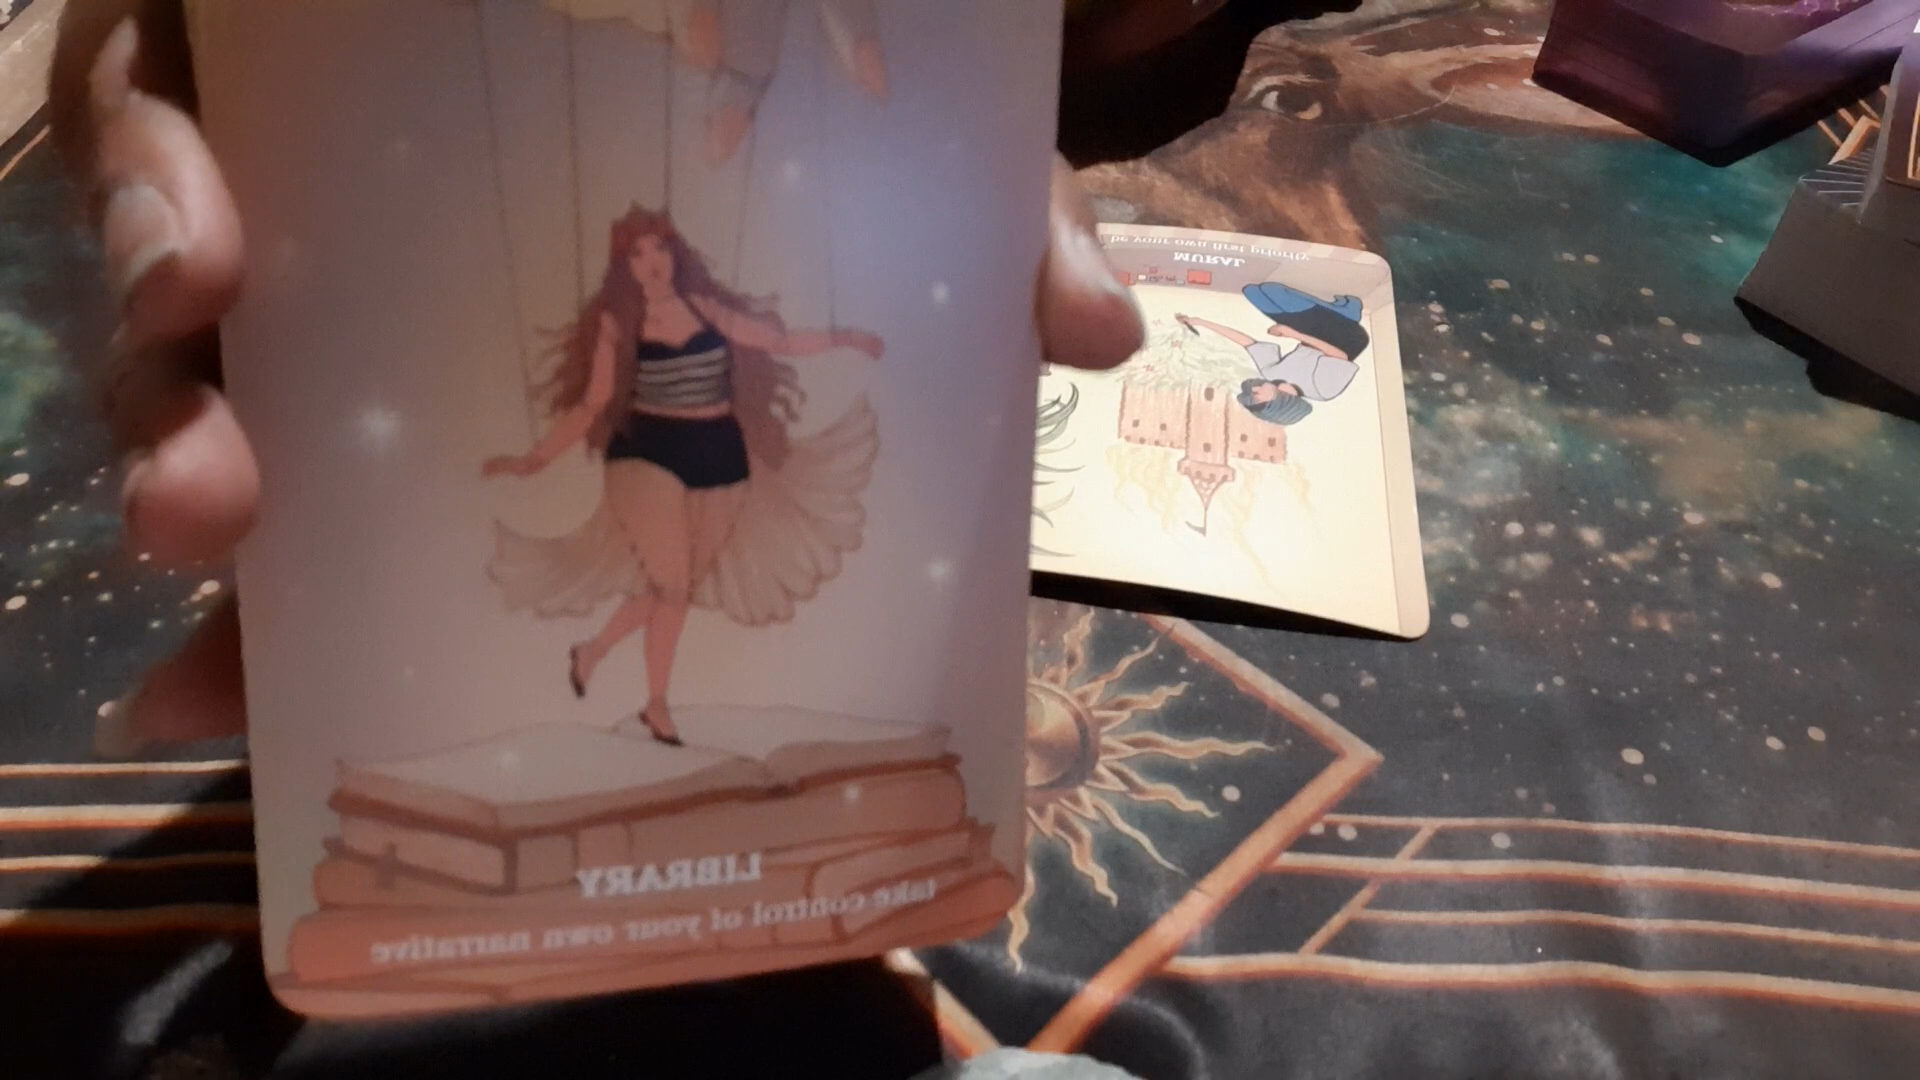 LIBRARY
take control of your own narrative
be your own first priority
MURAL